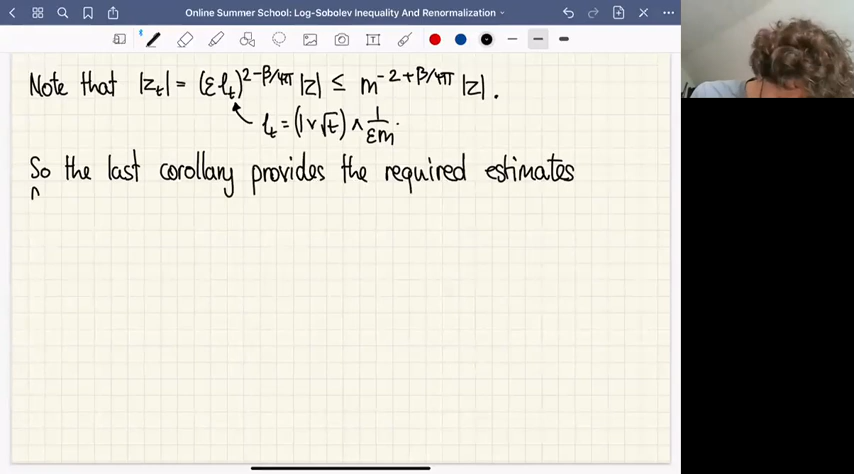 Online Summer School: Log-Sobolev Inequality And Renormalization
Note that |z_t| = (εl_t)^{2-β/4π} |z| ≤ m^{-2+β/4π} |z|.
l_t = (1∨√t) ∧ 1/εm
So the last corollary provides the required estimates